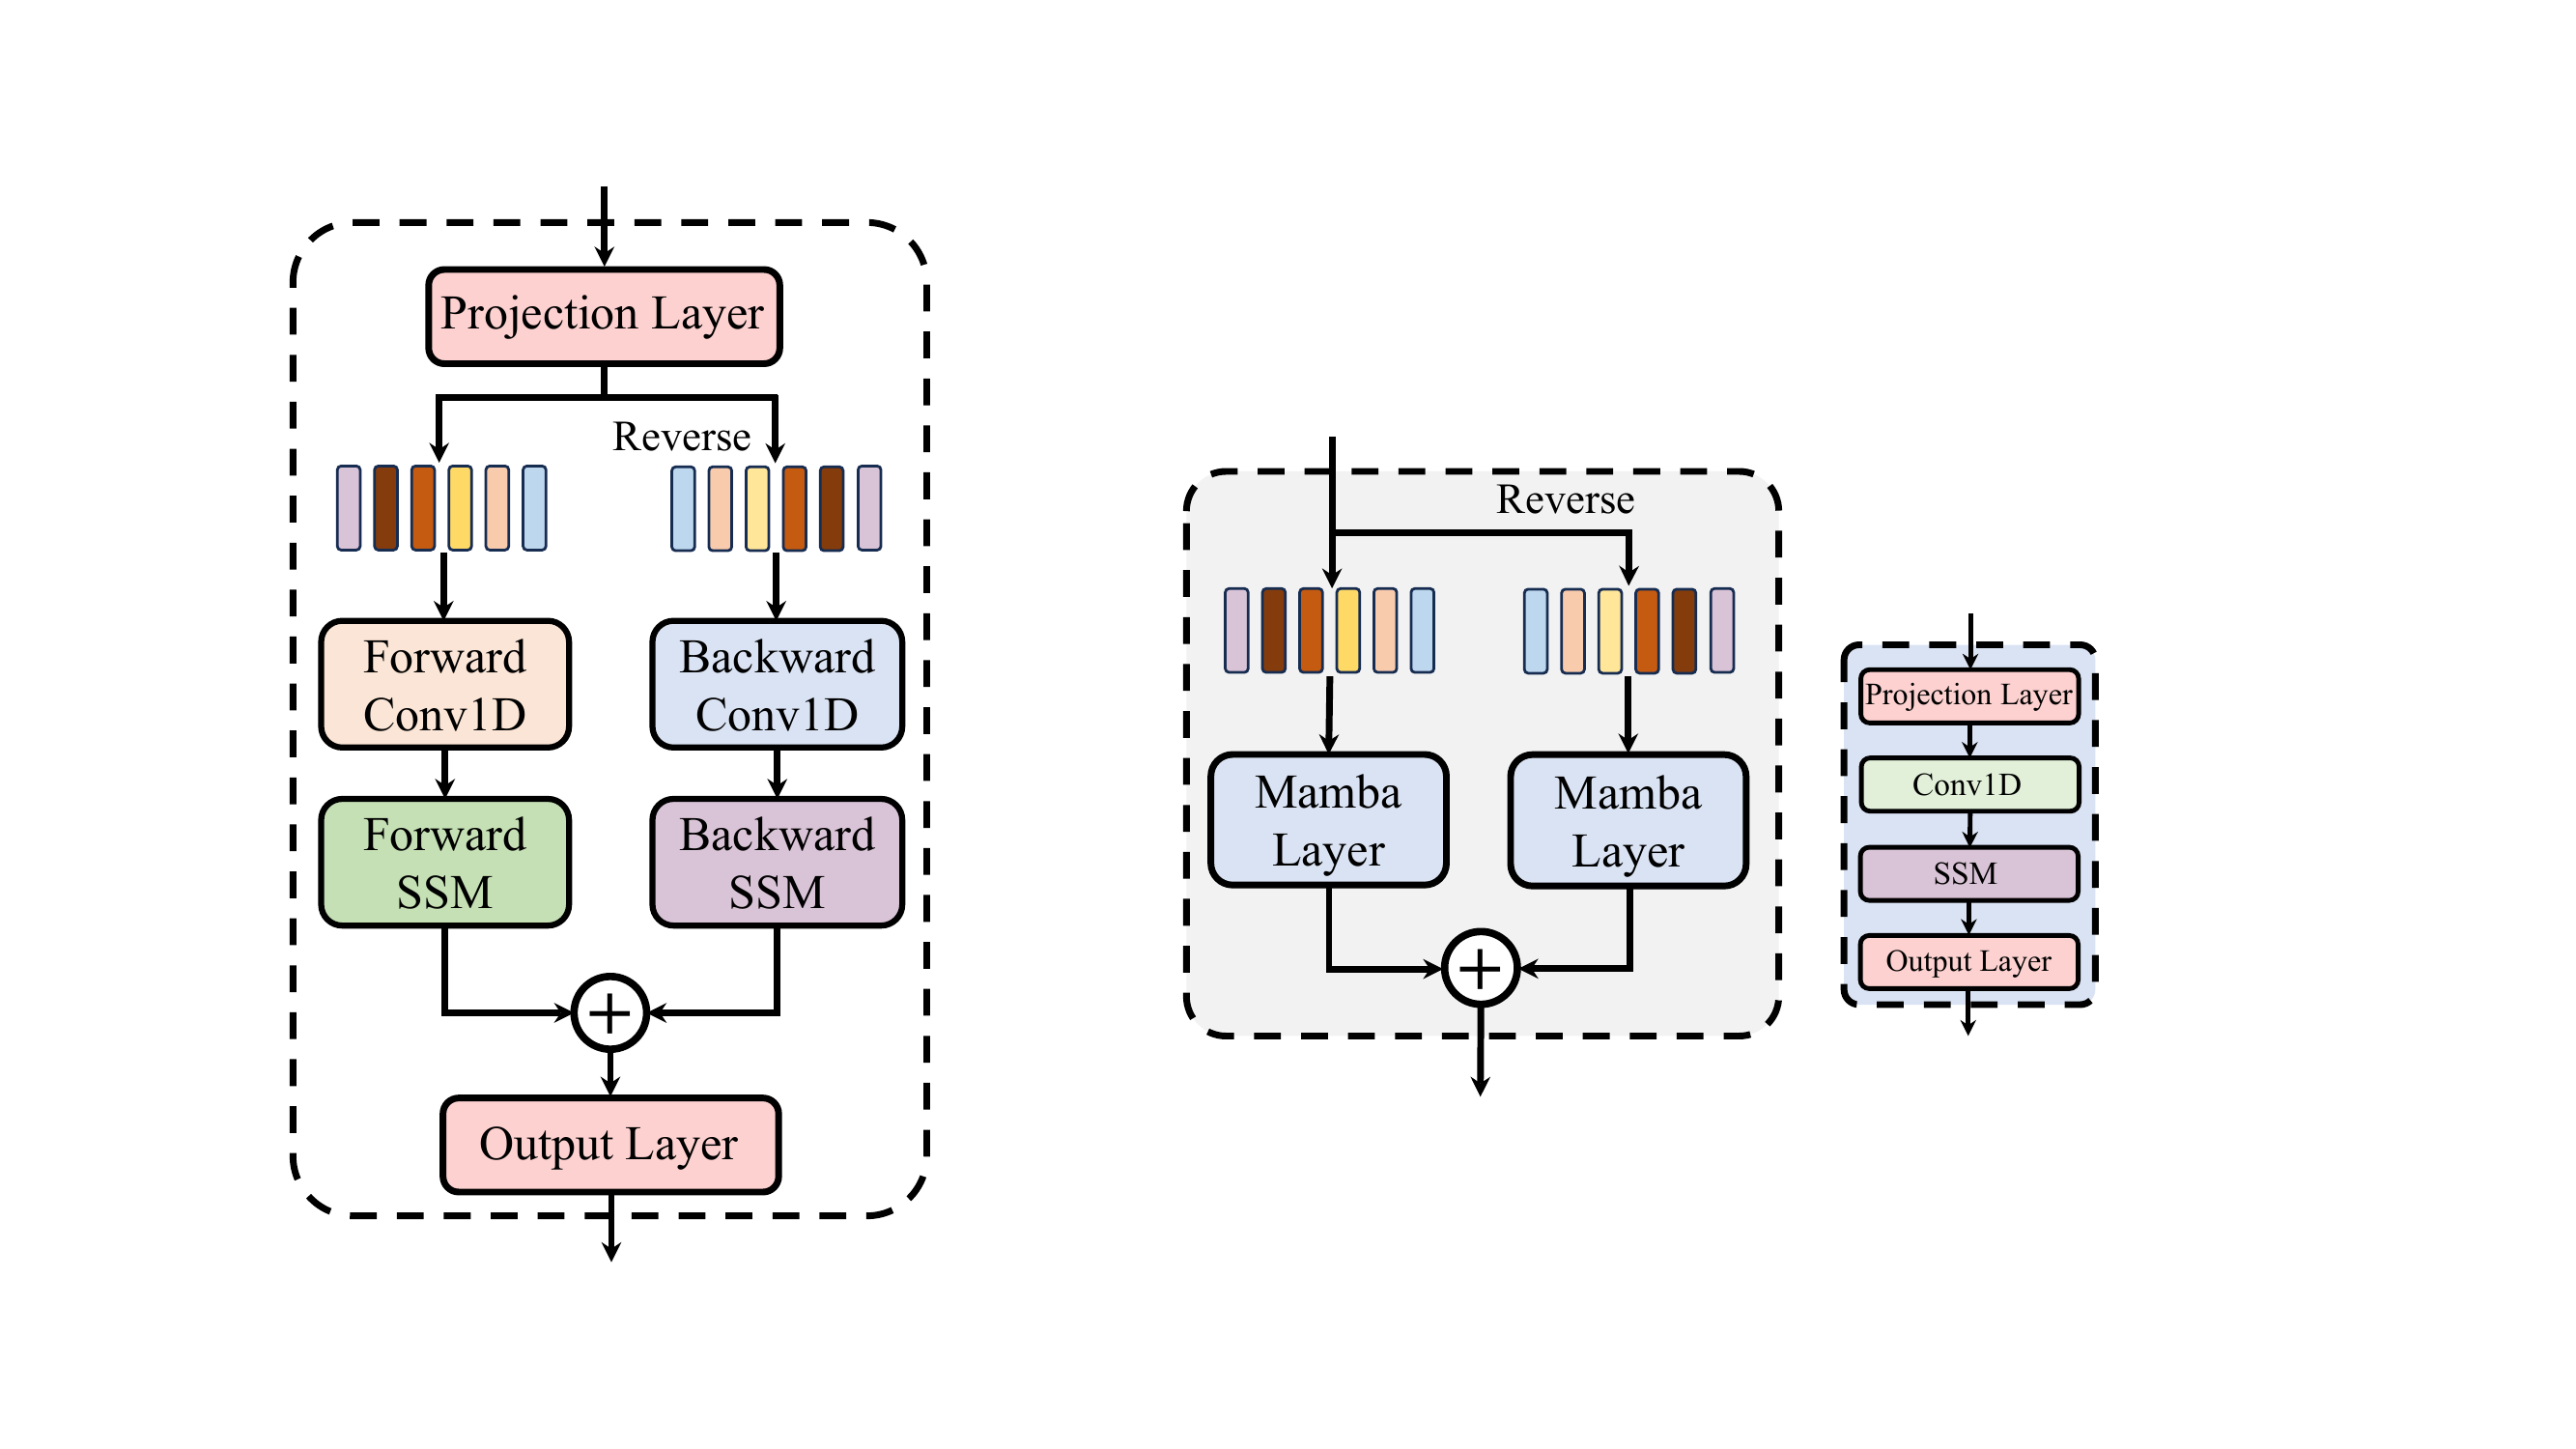 Projection Layer
Reverse
Forward
Conv1D
Backward
Conv1D
Forward
SSM
Backward
SSM
Output Layer
Reverse
Mamba
Layer
Mamba
Layer
Projection Layer
Conv1D
SSM
Output Layer